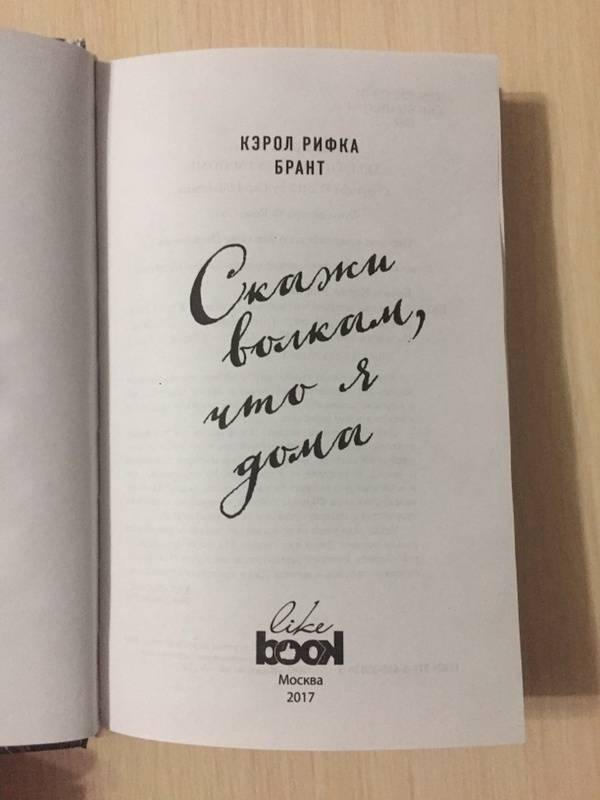 КЭРОЛ РИФКА
БРАНТ
Скажи
волкам,
что я
дома
like
book
Москва
2017